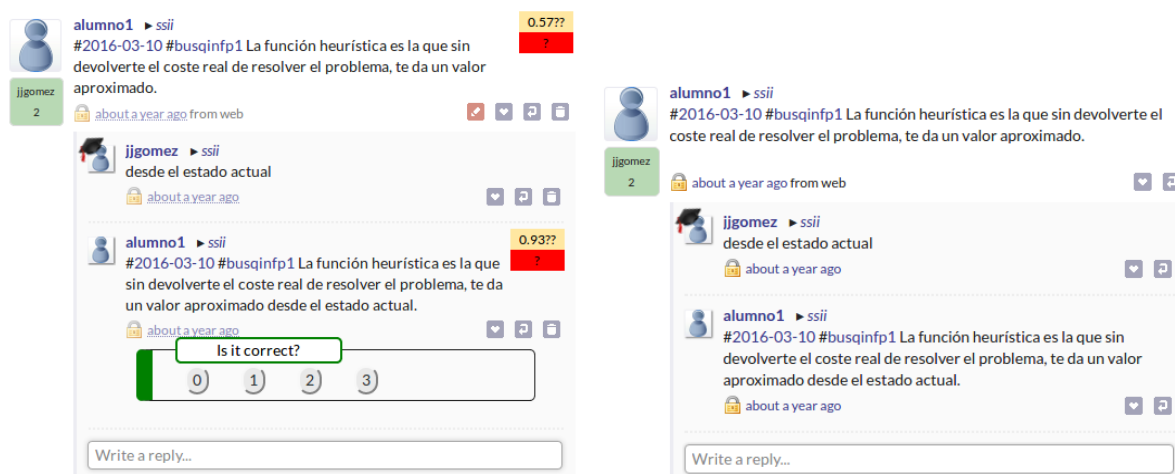 alumno1 ▸ ssii
0.57??
?
#2016-03-10 #busqinfp1 La función heurística es la que sin
devolverte el coste real de resolver el problema, te da un valor
aproximado.
jjgomez
2
about a year ago from web
jjgomez ▸ ssii
desde el estado actual
about a year ago
alumno1 ▸ ssii
0.93??
?
#2016-03-10 #busqinfp1 La función heurística es la que
sin devolverte el coste real de resolver el problema, te da
un valor aproximado desde el estado actual.
about a year ago
Is it correct?
0 1 2 3
Write a reply...
alumno1 ▸ ssii
#2016-03-10 #busqinfp1 La función heurística es la que sin devolverte el
coste real de resolver el problema, te da un valor aproximado.
jjgomez
2
about a year ago from web
jjgomez ▸ ssii
desde el estado actual
about a year ago
alumno1 ▸ ssii
#2016-03-10 #busqinfp1 La función heurística es la que sin
devolverte el coste real de resolver el problema, te da un valor
aproximado desde el estado actual.
about a year ago
Write a reply...